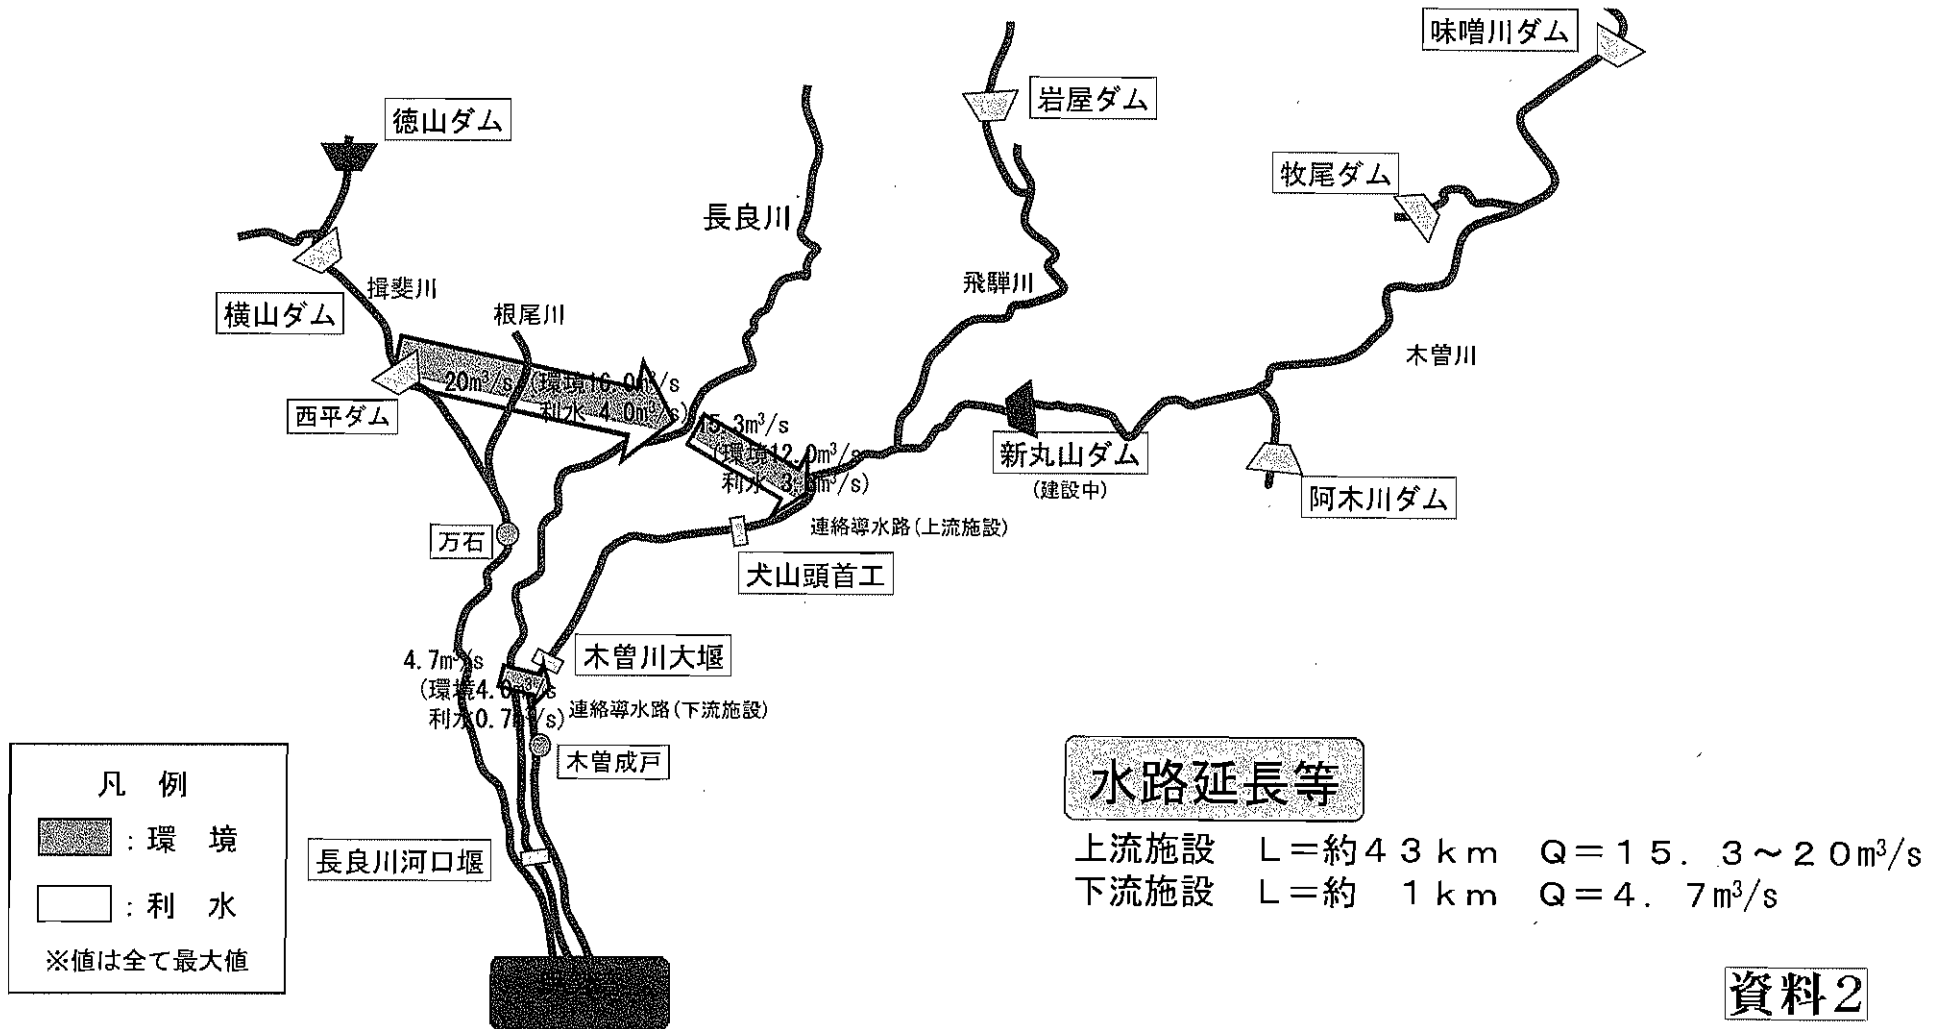 味噌川ダム
岩屋ダム
徳山ダム
牧尾ダム
長良川
飛騨川
揖斐川
横山ダム
根尾川
木曽川
20m³/s (環境16.0m³/s
利水 4.0m³/s)
西平ダム
15.3m³/s
(環境12.0m³/s
利水 3.3m³/s)
新丸山ダム
(建設中)
阿木川ダム
連絡導水路(上流施設)
万石
犬山頭首工
木曽川大堰
4.7m³/s
(環境4.0m³/s
利水0.7m³/s)
連絡導水路(下流施設)
木曽成戸
長良川河口堰
凡 例
:環 境
:利 水
※値は全て最大値
水路延長等
上流施設 L=約43km Q=15.3~20m³/s
下流施設 L=約 1km Q=4.7m³/s
資料2